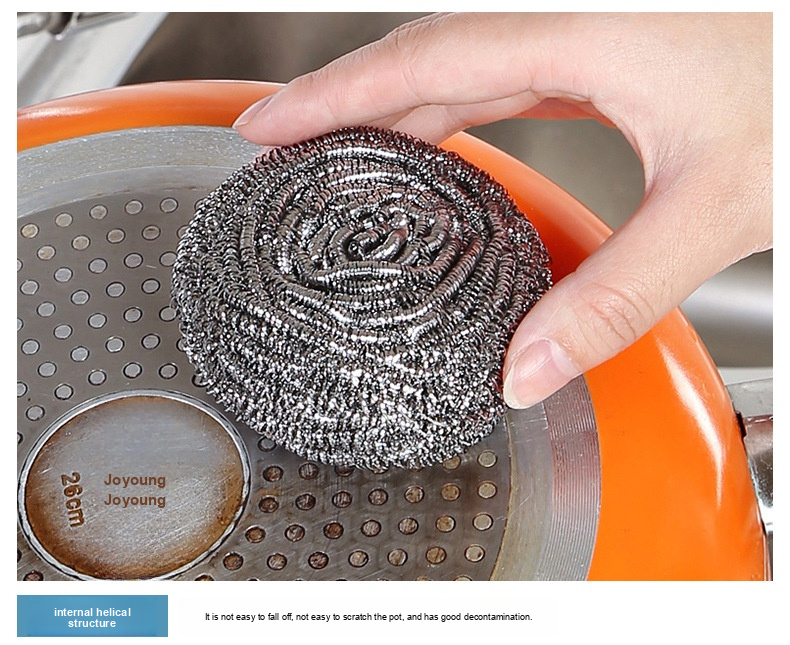 26cm
Joyoung
Joyoung
internal helical
structure
It is not easy to fall off, not easy to scratch the pot, and has good decontamination.